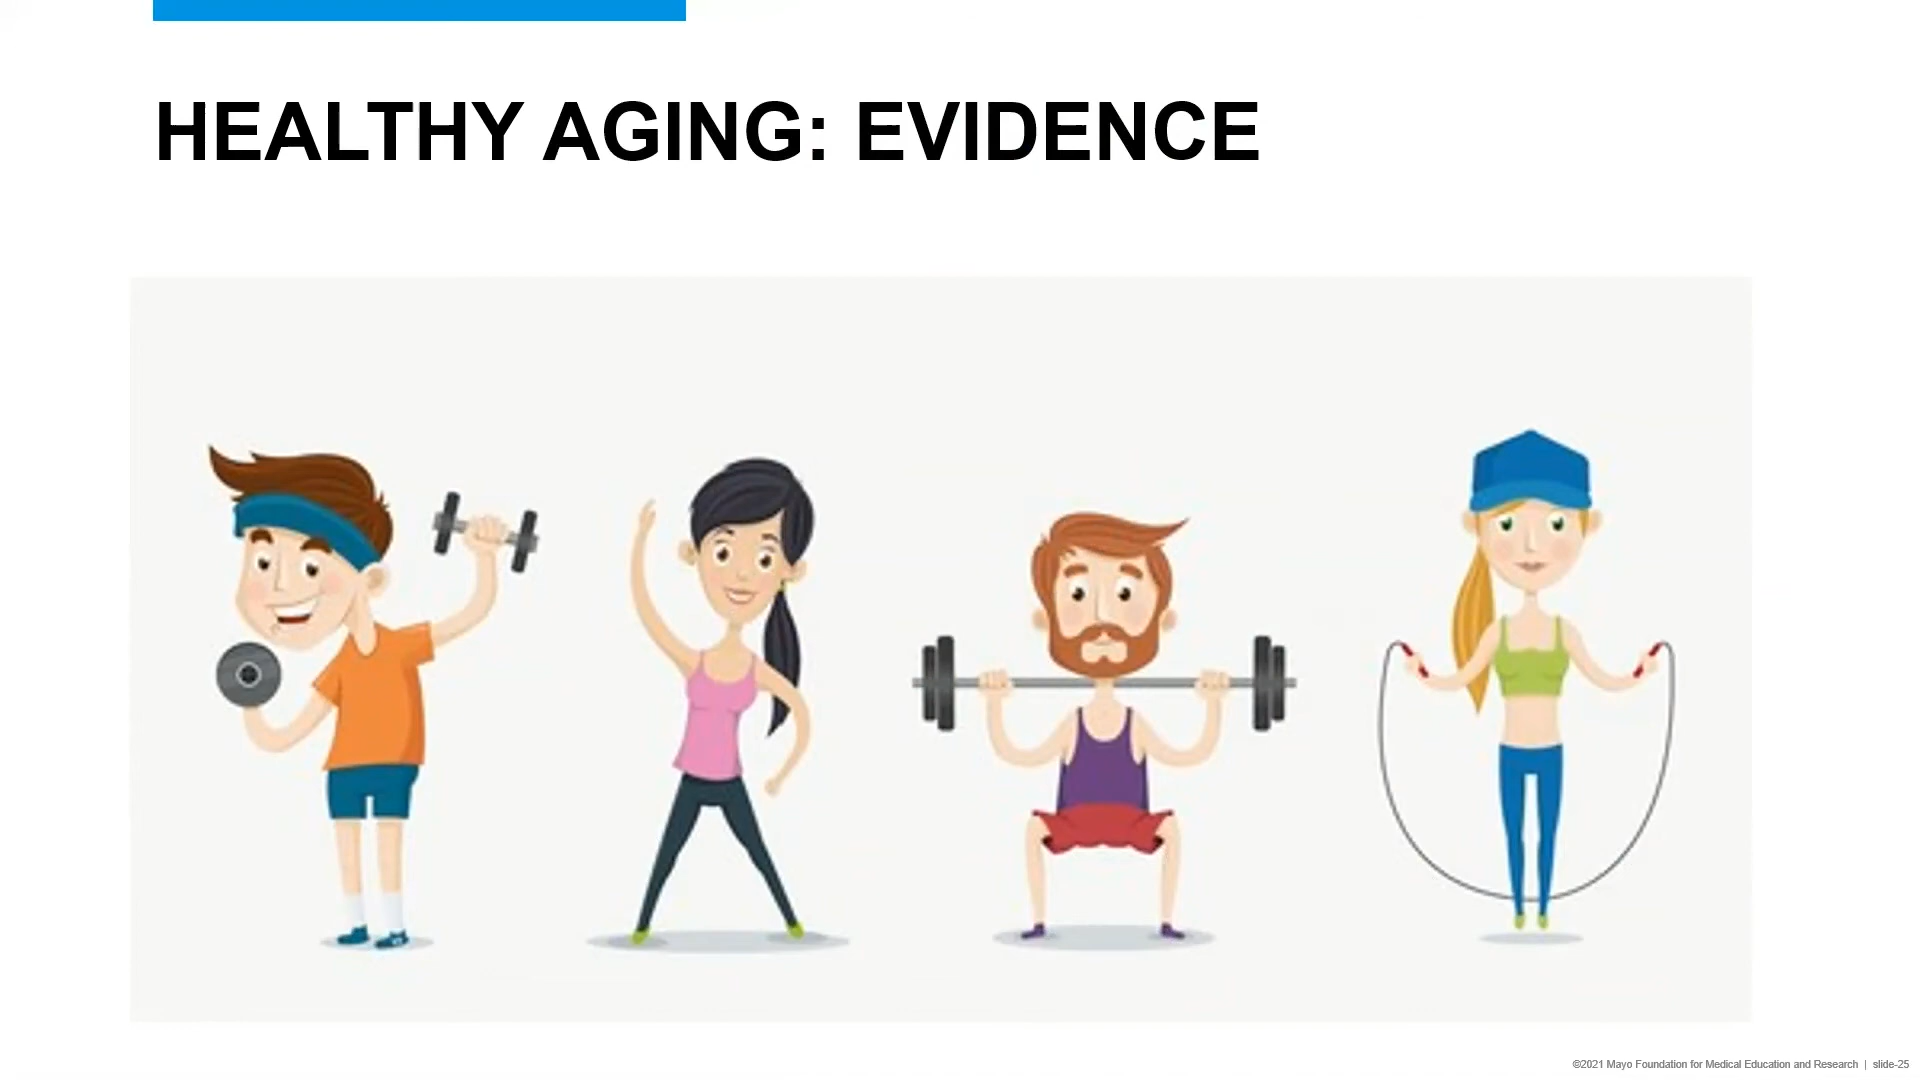 HEALTHY AGING: EVIDENCE
©2021 Mayo Foundation for Medical Education and Research | slide-25